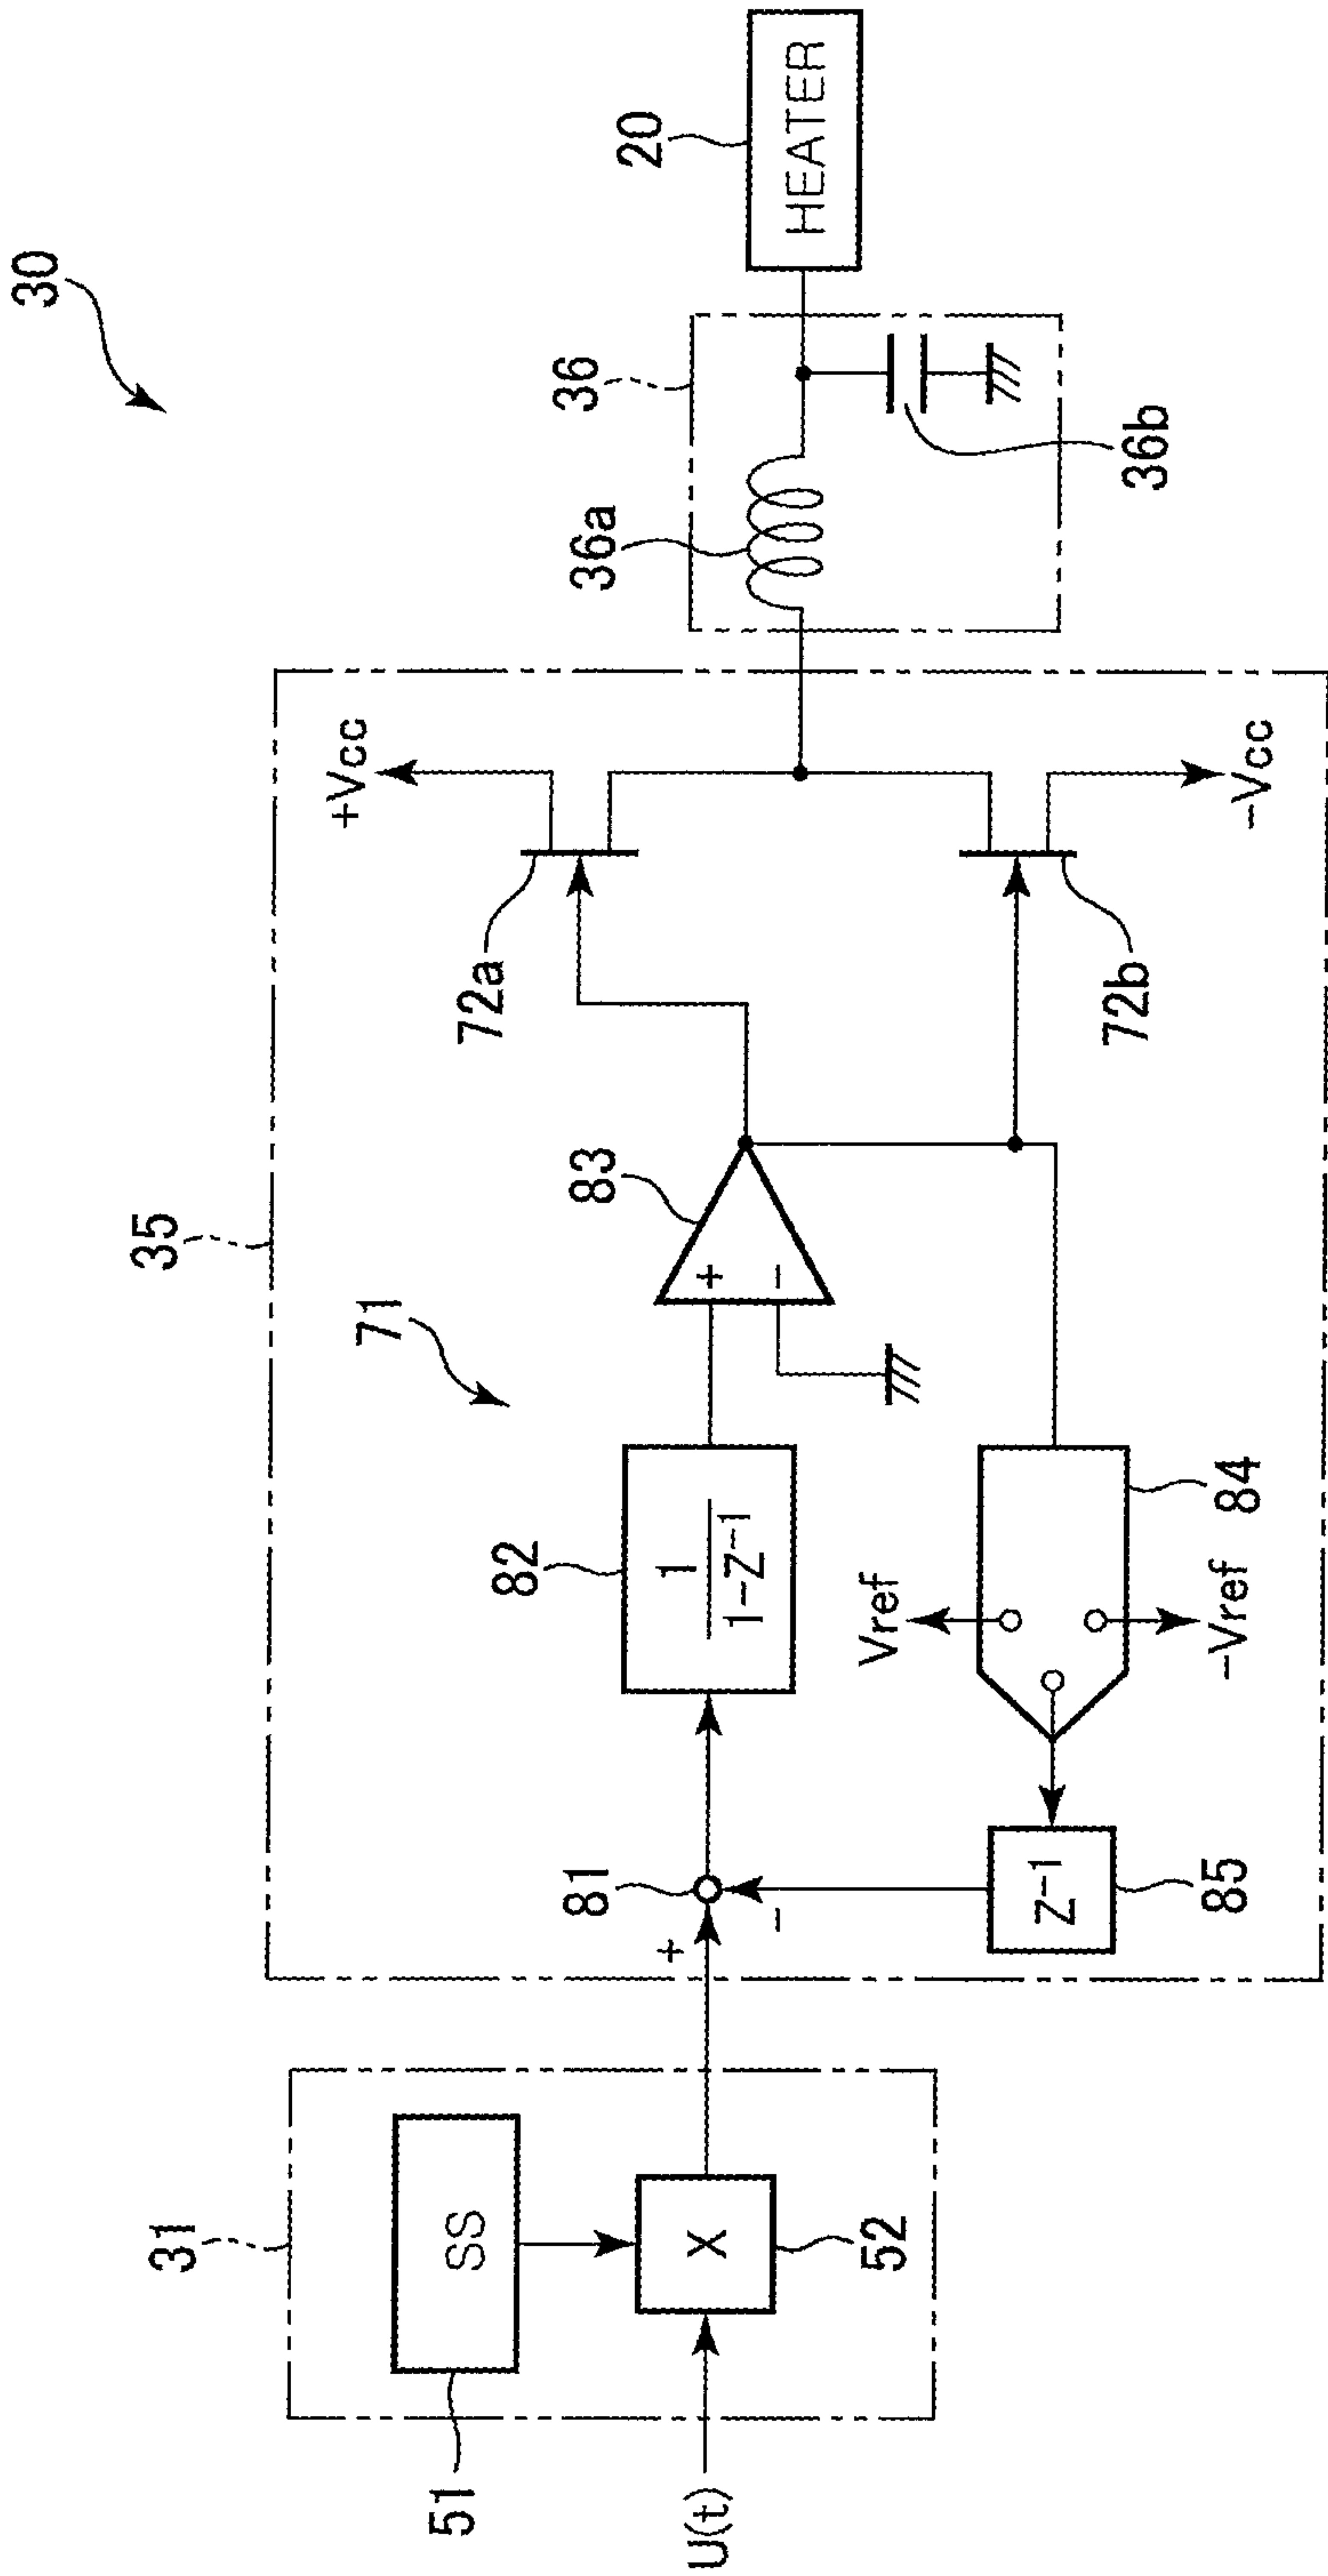 30
35
71
31
51
SS
X
52
U(t)
+
-
81
82
1
1-Z⁻¹
83
+
-
Vref
-Vref
84
Z⁻¹
85
72a
+Vcc
72b
-Vcc
36
36a
36b
20
HEATER